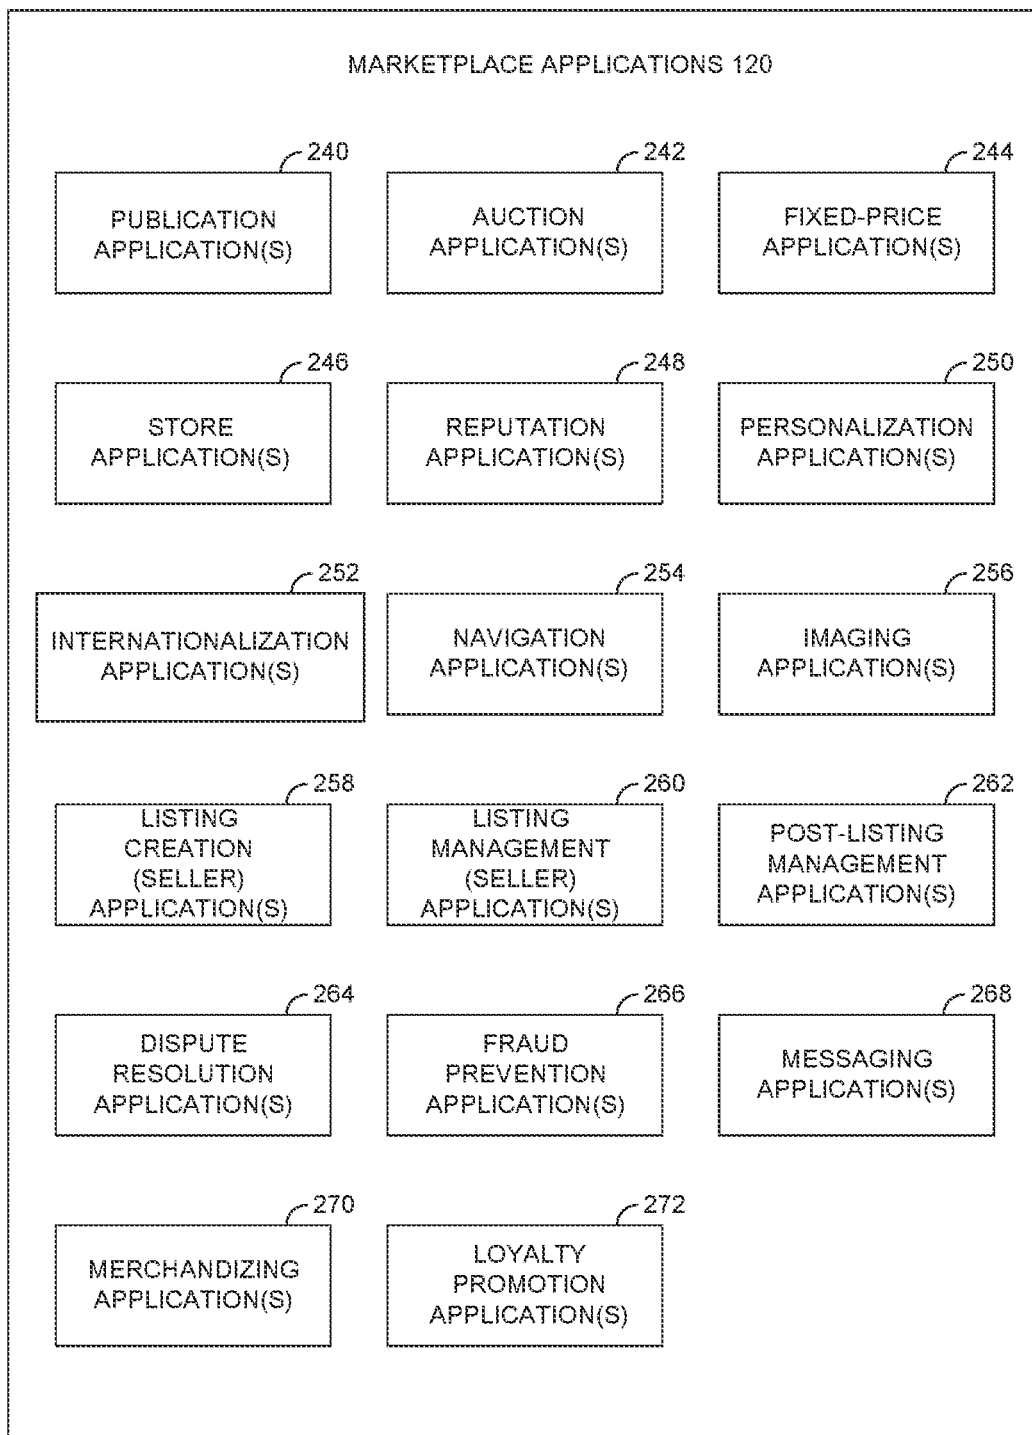 MARKETPLACE APPLICATIONS 120
240
PUBLICATION
APPLICATION(S)
242
AUCTION
APPLICATION(S)
244
FIXED-PRICE
APPLICATION(S)
246
STORE
APPLICATION(S)
248
REPUTATION
APPLICATION(S)
250
PERSONALIZATION
APPLICATION(S)
252
INTERNATIONALIZATION
APPLICATION(S)
254
NAVIGATION
APPLICATION(S)
256
IMAGING
APPLICATION(S)
258
LISTING
CREATION
(SELLER)
APPLICATION(S)
260
LISTING
MANAGEMENT
(SELLER)
APPLICATION(S)
262
POST-LISTING
MANAGEMENT
APPLICATION(S)
264
DISPUTE
RESOLUTION
APPLICATION(S)
266
FRAUD
PREVENTION
APPLICATION(S)
268
MESSAGING
APPLICATION(S)
270
MERCHANDIZING
APPLICATION(S)
272
LOYALTY
PROMOTION
APPLICATION(S)